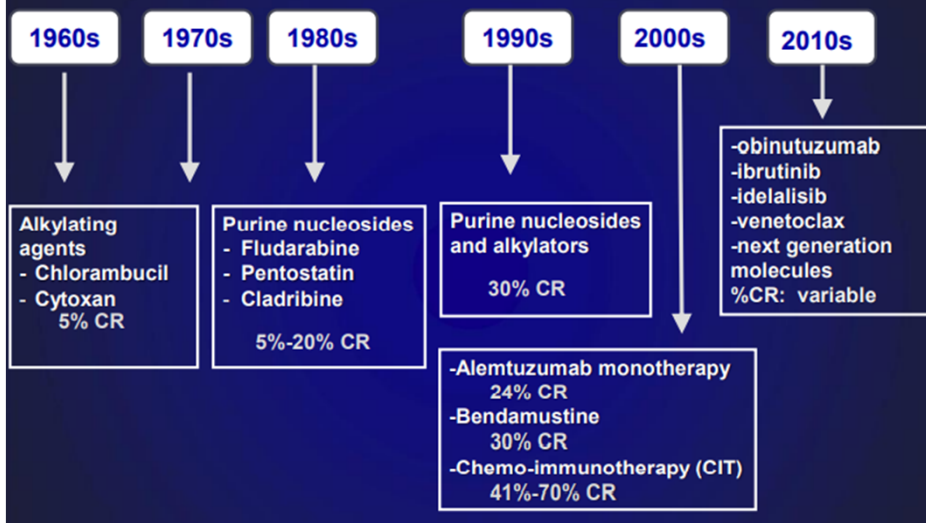 1960s
1970s
1980s
1990s
2000s
2010s
Alkylating
agents
- Chlorambucil
- Cytoxan
5% CR
Purine nucleosides
- Fludarabine
- Pentostatin
- Cladribine
5%-20% CR
Purine nucleosides
and alkylators
30% CR
-Alemtuzumab monotherapy
24% CR
-Bendamustine
30% CR
-Chemo-immunotherapy (CIT)
41%-70% CR
-obinutuzumab
-ibrutinib
-idelalisib
-venetoclax
-next generation
molecules
%CR: variable